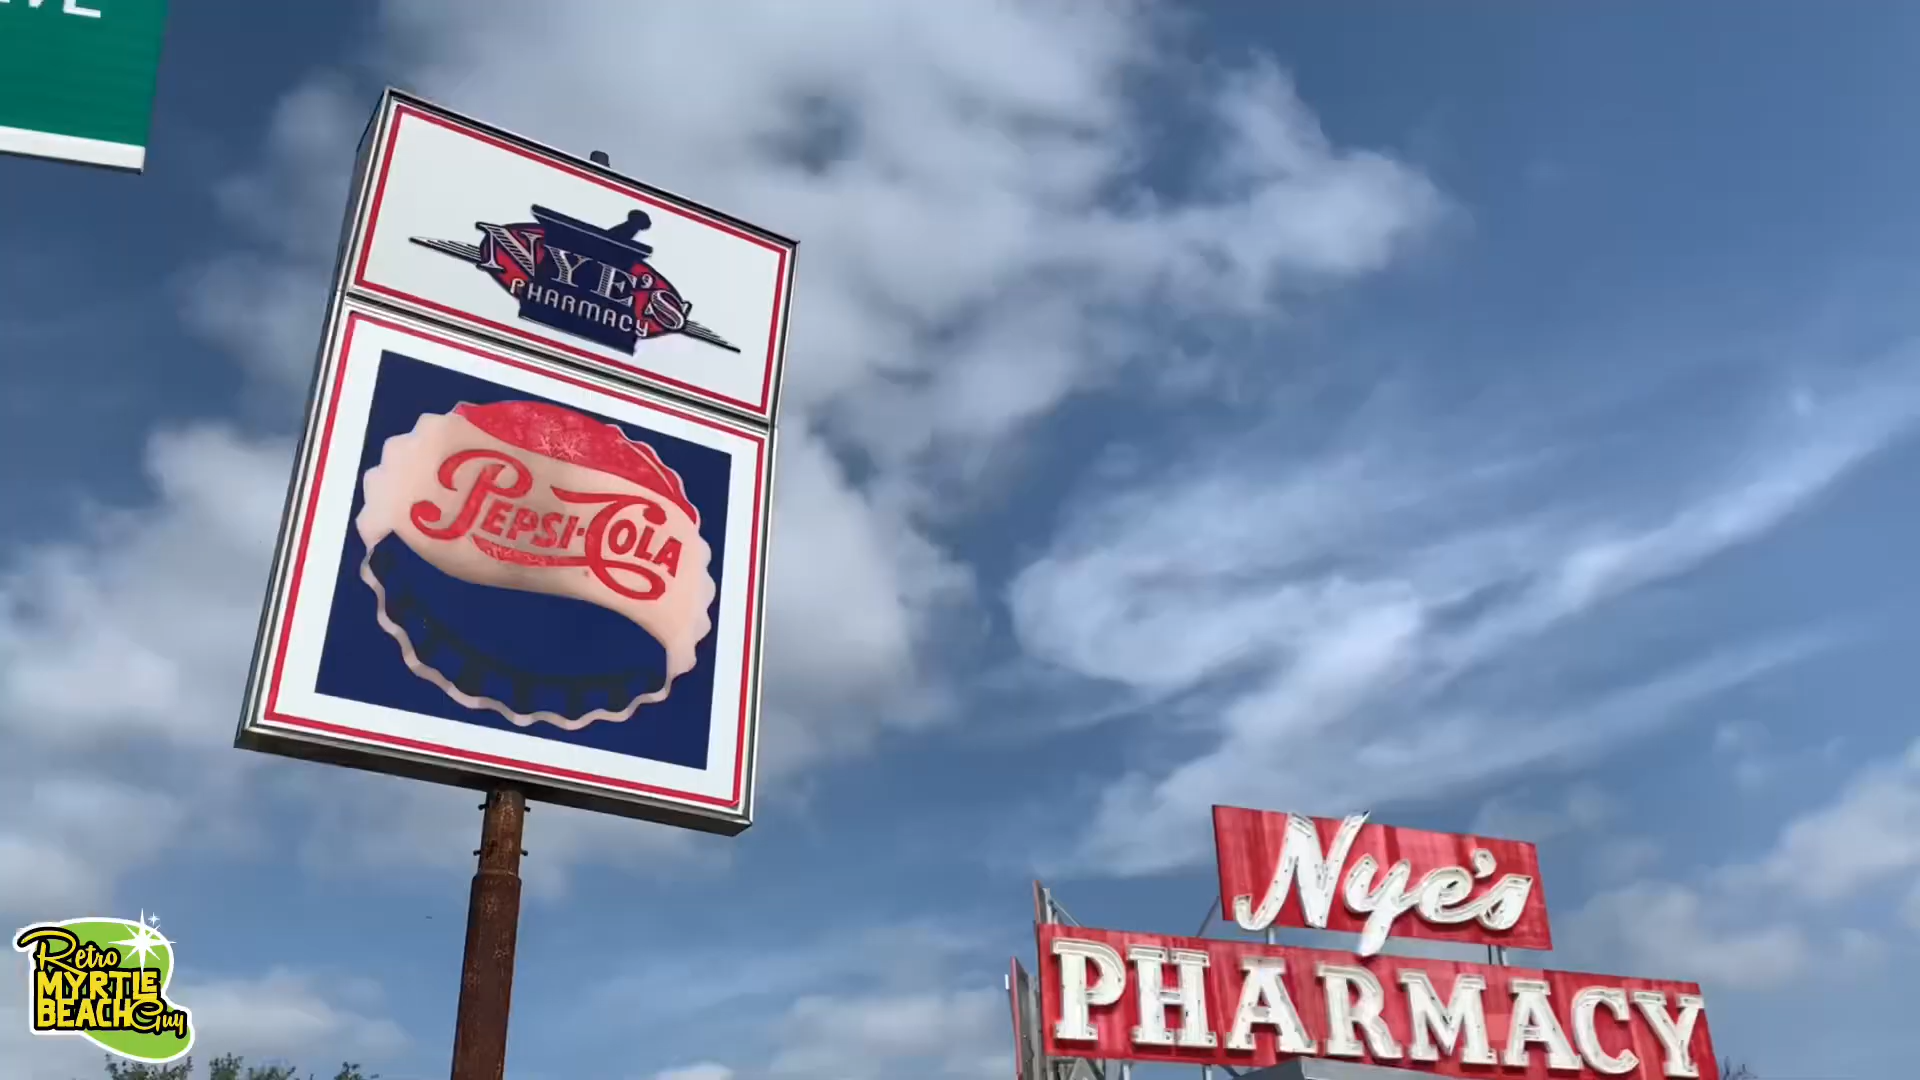 NYE'S
PHARMACY
PEPSI-COLA
Nye's
PHARMACY
Retro
MYRTLE
BEACH Guy